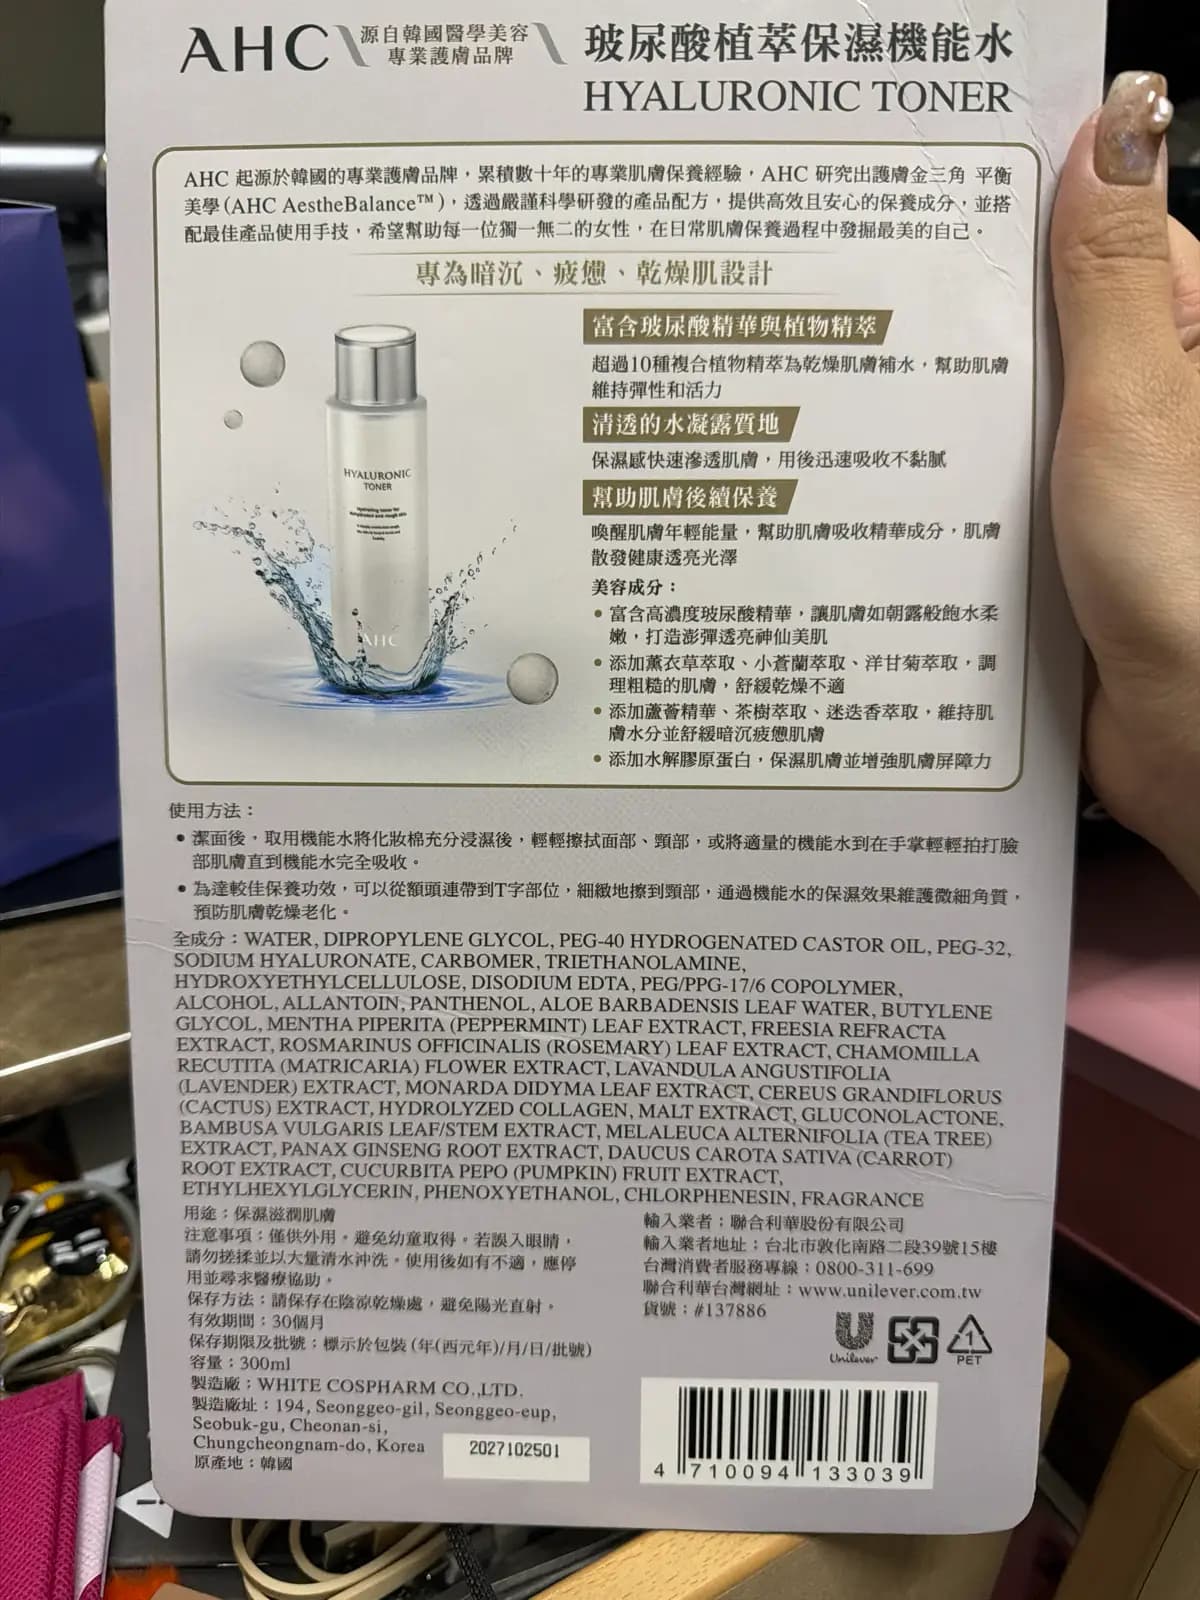 AHC
源自韓國醫學美容
專業護膚品牌
玻尿酸植萃保濕機能水
HYALURONIC TONER
AHC 起源於韓國的專業護膚品牌，累積數十年的專業肌膚保養經驗，AHC 研究出護膚金三角 平衡
美學(AHC AestheBalance™)，透過嚴謹科學研發的產品配方，提供高效且安心的保養成分，並搭
配最佳產品使用手技，希望幫助每一位獨一無二的女性，在日常肌膚保養過程中發掘最美的自己。
專為暗沉、疲憊、乾燥肌設計
HYALURONIC
TONER
Hydrating toner for
dehydrated and rough skin
AHC
富含玻尿酸精華與植物精萃
超過10種複合植物精萃為乾燥肌膚補水，幫助肌膚
維持彈性和活力
清透的水凝露質地
保濕感快速滲透肌膚，用後迅速吸收不黏膩
幫助肌膚後續保養
喚醒肌膚年輕能量，幫助肌膚吸收精華成分，肌膚
散發健康透亮光澤
美容成分：
• 富含高濃度玻尿酸精華，讓肌膚如朝露般飽水柔
嫩，打造澎彈透亮神仙美肌
• 添加薰衣草萃取、小蒼蘭萃取、洋甘菊萃取，調
理粗糙的肌膚，舒緩乾燥不適
• 添加蘆薈精華、茶樹萃取、迷迭香萃取，維持肌
膚水分並舒緩暗沉疲憊肌膚
• 添加水解膠原蛋白，保濕肌膚並增強肌膚屏障力
使用方法：
• 潔面後，取用機能水將化妝棉充分浸濕後，輕輕擦拭面部、頸部，或將適量的機能水到在手掌輕輕拍打臉
部肌膚直到機能水完全吸收。
• 為達較佳保養功效，可以從額頭連帶到T字部位，細緻地擦到頸部，通過機能水的保濕效果維護微細角質，
預防肌膚乾燥老化。
全成分：WATER, DIPROPYLENE GLYCOL, PEG-40 HYDROGENATED CASTOR OIL, PEG-32,
SODIUM HYALURONATE, CARBOMER, TRIETHANOLAMINE,
HYDROXYETHYLCELLULOSE, DISODIUM EDTA, PEG/PPG-17/6 COPOLYMER,
ALCOHOL, ALLANTOIN, PANTHENOL, ALOE BARBADENSIS LEAF WATER, BUTYLENE
GLYCOL, MENTHA PIPERITA (PEPPERMINT) LEAF EXTRACT, FREESIA REFRACTA
EXTRACT, ROSMARINUS OFFICINALIS (ROSEMARY) LEAF EXTRACT, CHAMOMILLA
RECUTITA (MATRICARIA) FLOWER EXTRACT, LAVANDULA ANGUSTIFOLIA
(LAVENDER) EXTRACT, MONARDA DIDYMA LEAF EXTRACT, CEREUS GRANDIFLORUS
(CACTUS) EXTRACT, HYDROLYZED COLLAGEN, MALT EXTRACT, GLUCONOLACTONE,
BAMBUSA VULGARIS LEAF/STEM EXTRACT, MELALEUCA ALTERNIFOLIA (TEA TREE)
EXTRACT, PANAX GINSENG ROOT EXTRACT, DAUCUS CAROTA SATIVA (CARROT)
ROOT EXTRACT, CUCURBITA PEPO (PUMPKIN) FRUIT EXTRACT,
ETHYLHEXYLGLYCERIN, PHENOXYETHANOL, CHLORPHENESIN, FRAGRANCE
用途：保濕滋潤肌膚
注意事項：僅供外用。避免幼童取得。若誤入眼睛，
請勿搓揉並以大量清水沖洗。使用後如有不適，應停
用並尋求醫療協助。
保存方法：請保存在陰涼乾燥處，避免陽光直射。
有效期間：30個月
保存期限及批號：標示於包裝 (年(西元年)/月/日/批號)
容量：300ml
製造廠：WHITE COSPHARM CO.,LTD.
製造廠址：194, Seonggeo-gil, Seonggeo-eup,
Seobuk-gu, Cheonan-si,
Chungcheongnam-do, Korea
原產地：韓國
2027102501
輸入業者：聯合利華股份有限公司
輸入業者地址：台北市敦化南路二段39號15樓
台灣消費者服務專線：0800-311-699
聯合利華台灣網址：www.unilever.com.tw
貨號：#137886
Unilever
1
PET
4 710094 133039